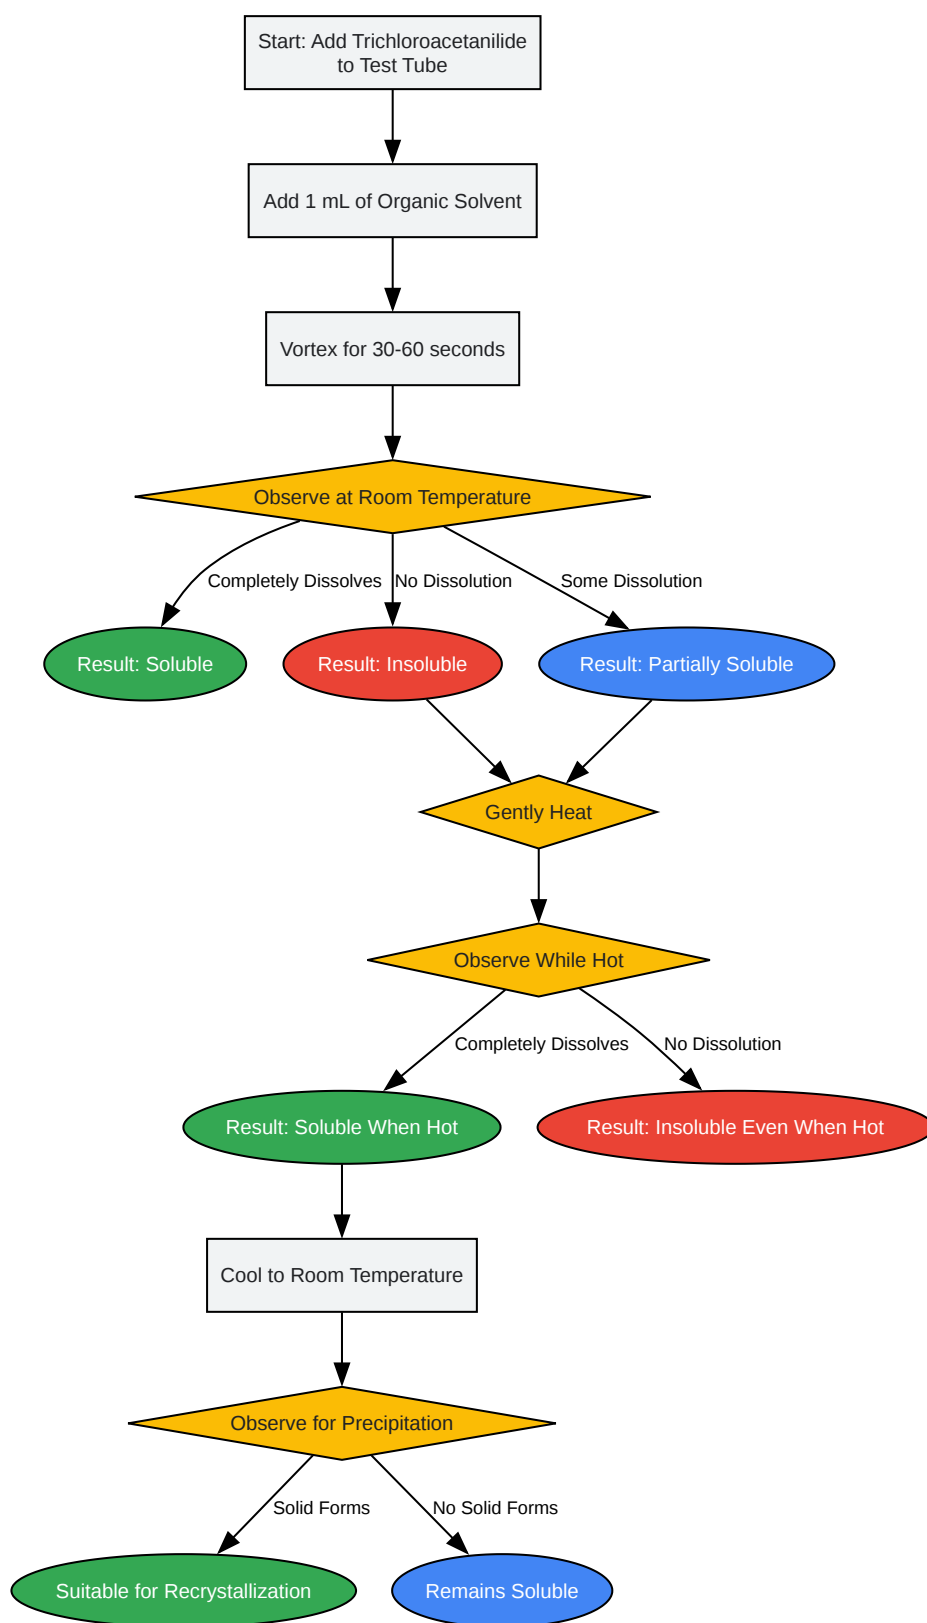 Start: Add Trichloroacetanilide
to Test Tube
Add 1 mL of Organic Solvent
Vortex for 30-60 seconds
Observe at Room Temperature
Completely Dissolves
No Dissolution
Some Dissolution
Result: Soluble
Result: Insoluble
Result: Partially Soluble
Gently Heat
Observe While Hot
Completely Dissolves
No Dissolution
Result: Soluble When Hot
Result: Insoluble Even When Hot
Cool to Room Temperature
Observe for Precipitation
Solid Forms
No Solid Forms
Suitable for Recrystallization
Remains Soluble